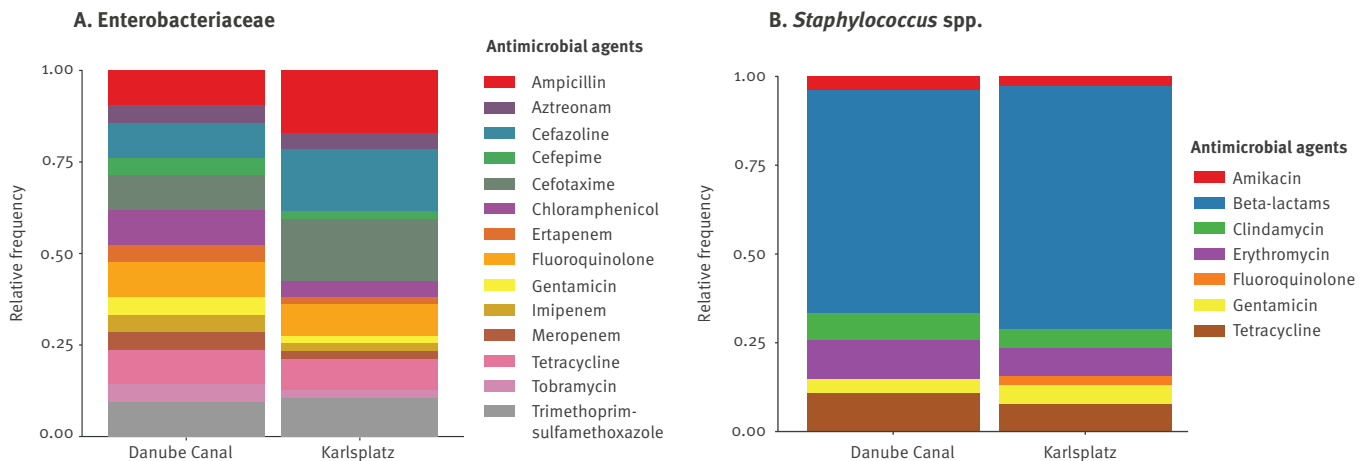 A. Enterobacteriaceae
Relative frequency
1.00
0.75
0.50
0.25
0.00
Danube Canal
Karlsplatz
Antimicrobial agents
Ampicillin
Aztreonam
Cefazoline
Cefepime
Cefotaxime
Chloramphenicol
Ertapenem
Fluoroquinolone
Gentamicin
Imipenem
Meropenem
Tetracycline
Tobramycin
Trimethoprim-
sulfamethoxazole
B. Staphylococcus spp.
Relative frequency
1.00
0.75
0.50
0.25
0.00
Danube Canal
Karlsplatz
Antimicrobial agents
Amikacin
Beta-lactams
Clindamycin
Erythromycin
Fluoroquinolone
Gentamicin
Tetracycline